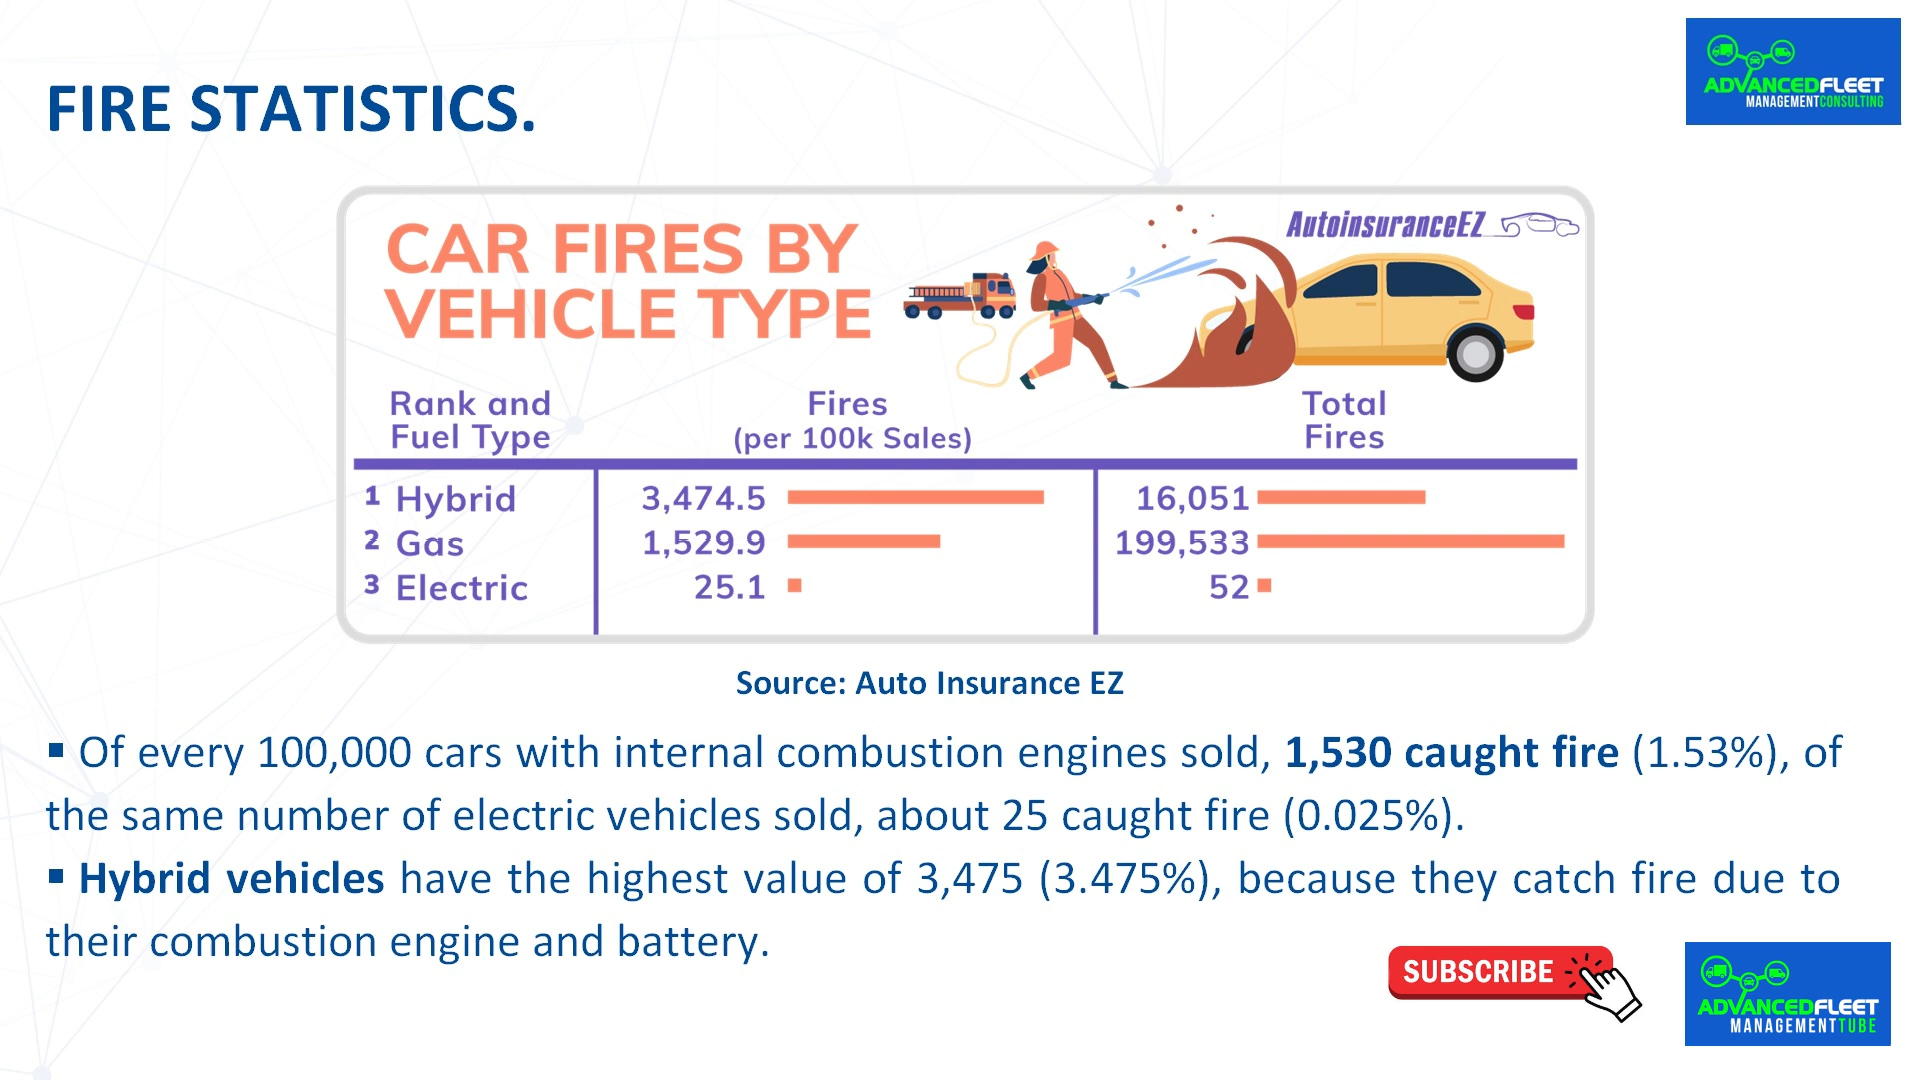 FIRE STATISTICS.
ADVANCEDFLEET
MANAGEMENTCONSULTING
CAR FIRES BY
VEHICLE TYPE
AutoinsuranceEZ
Rank and
Fuel Type
Fires
(per 100k Sales)
Total
Fires
1 Hybrid 3,474.5 16,051
2 Gas 1,529.9 199,533
3 Electric 25.1 52
Source: Auto Insurance EZ
▪ Of every 100,000 cars with internal combustion engines sold, 1,530 caught fire (1.53%), of
the same number of electric vehicles sold, about 25 caught fire (0.025%).
▪ Hybrid vehicles have the highest value of 3,475 (3.475%), because they catch fire due to
their combustion engine and battery.
SUBSCRIBE
ADVANCEDFLEET
MANAGEMENTTUBE